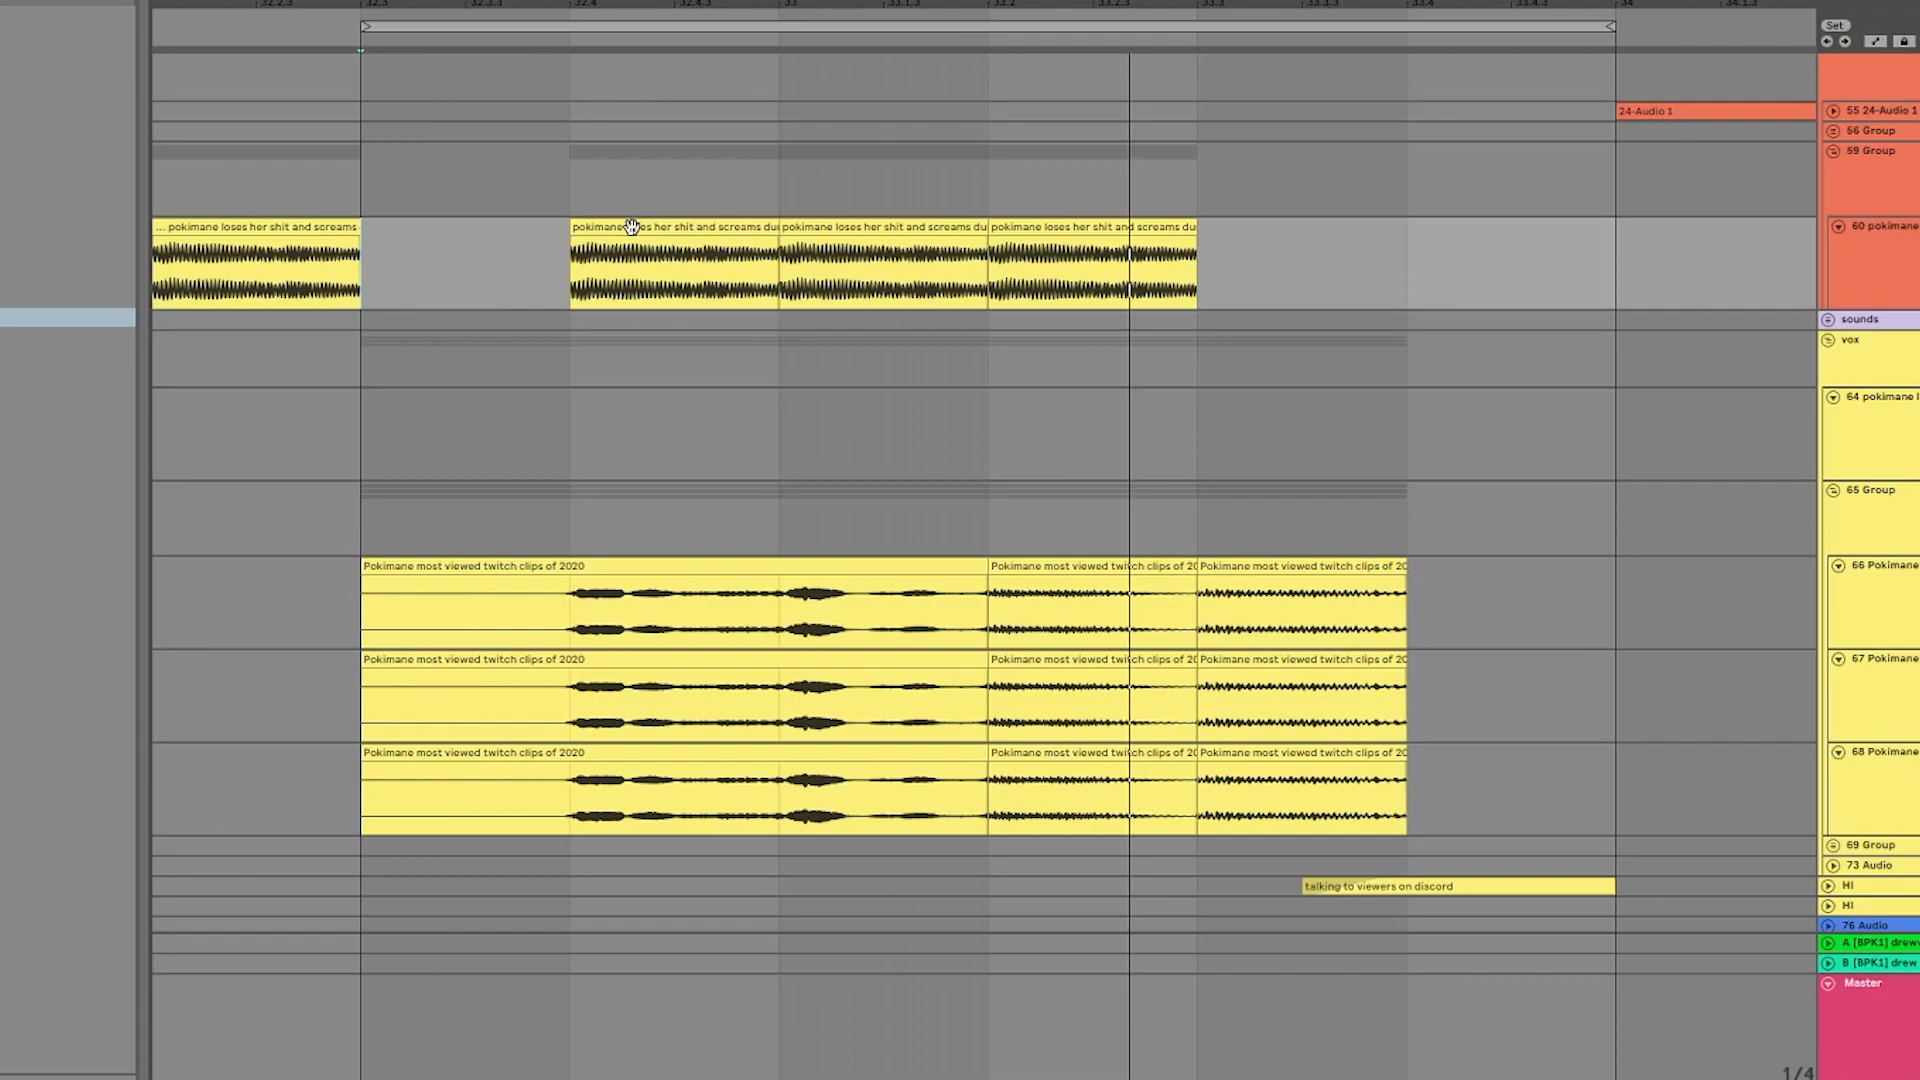 32.2.3 32.3 32.3.3 32.4 32.4.3 33 33.1.3 33.2 33.2.3 33.3 33.3.3 33.4 33.4.3 34 34.1.3
Set
24-Audio 1
55 24-Audio 1
56 Group
59 Group
... pokimane loses her shit and screams
pokimane loses her shit and screams du
pokimane loses her shit and screams du
pokimane loses her shit and screams du
60 pokimane
sounds
vox
64 pokimane l
65 Group
Pokimane most viewed twitch clips of 2020
Pokimane most viewed twitch clips of 20
Pokimane most viewed twitch clips of 20
66 Pokimane
Pokimane most viewed twitch clips of 2020
Pokimane most viewed twitch clips of 20
Pokimane most viewed twitch clips of 20
67 Pokimane
Pokimane most viewed twitch clips of 2020
Pokimane most viewed twitch clips of 20
Pokimane most viewed twitch clips of 20
68 Pokimane
69 Group
73 Audio
talking to viewers on discord
HI
HI
76 Audio
A [BPK1] drew
B [BPK1] drew
Master
1/4